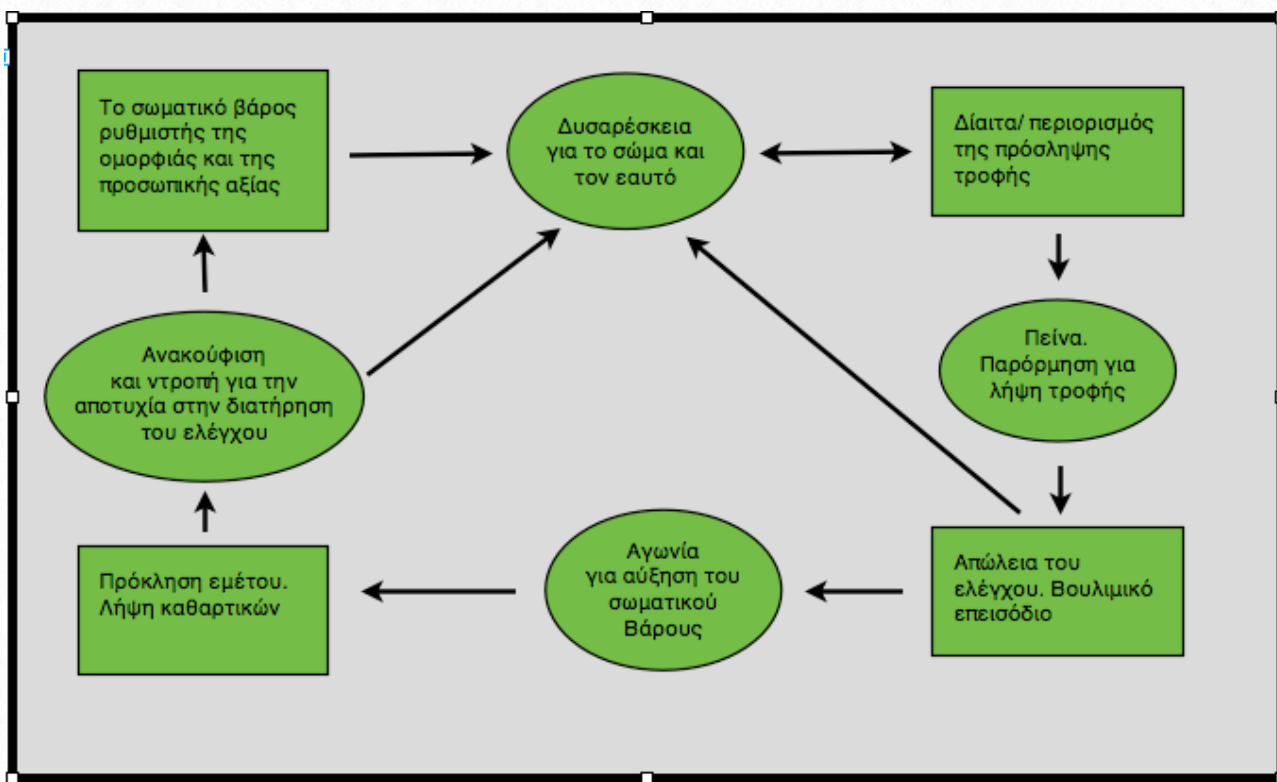 Το σωματικό βάρος
ρυθμιστής της
ομορφιάς και της
προσωπικής αξίας
Δυσαρέσκεια
για το σώμα και
τον εαυτό
Δίαιτα/ περιορισμός
της πρόσληψης
τροφής
Ανακούφιση
και ντροπή για την
αποτυχία στην διατήρηση
του ελέγχου
Πείνα.
Παρόρμηση για
λήψη τροφής
Πρόκληση εμέτου.
Λήψη καθαρτικών
Αγωνία
για αύξηση του
σωματικού
Βάρους
Απώλεια του
ελέγχου. Βουλιμικό
επεισόδιο